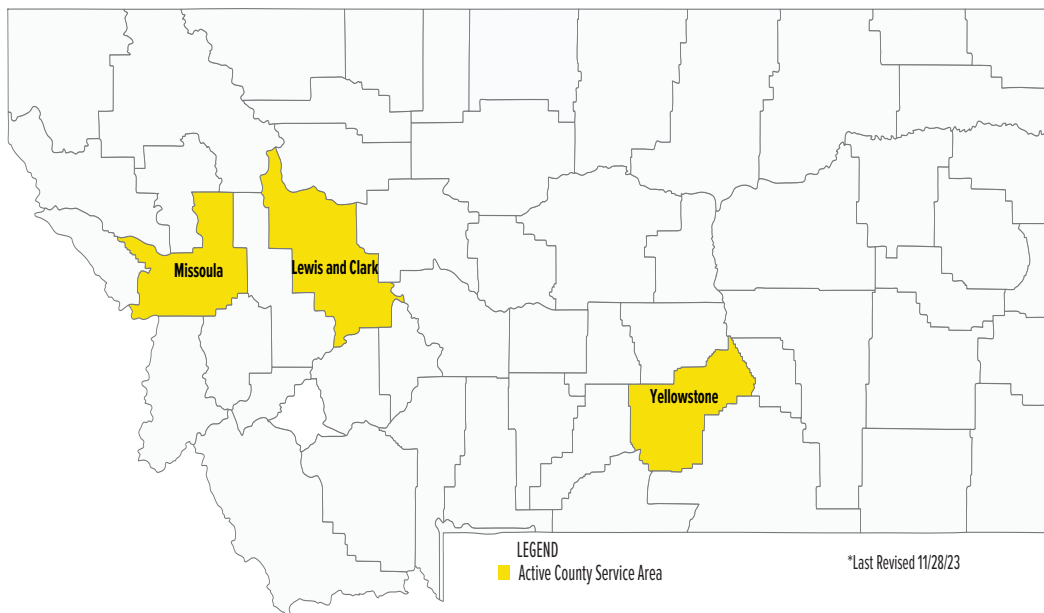 Missoula
Lewis and Clark
Yellowstone
LEGEND
Active County Service Area
*Last Revised 11/28/23